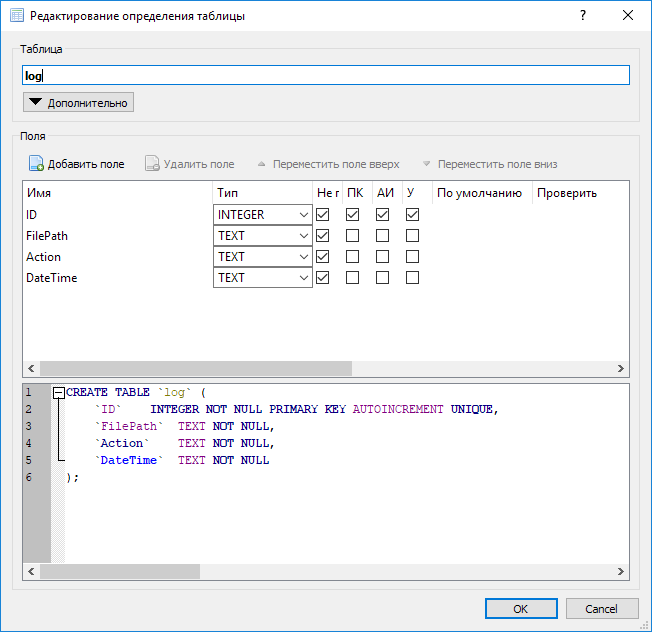 Редактирование определения таблицы ?
Таблица
log
Дополнительно
Поля
Добавить поле Удалить поле Переместить поле вверх Переместить поле вниз
Имя Тип Не г ПК АИ У По умолчанию Проверить
ID INTEGER
FilePath TEXT
Action TEXT
DateTime TEXT
1 CREATE TABLE `log` (
2 `ID` INTEGER NOT NULL PRIMARY KEY AUTOINCREMENT UNIQUE,
3 `FilePath` TEXT NOT NULL,
4 `Action` TEXT NOT NULL,
5 `DateTime` TEXT NOT NULL
6 );
OK Cancel